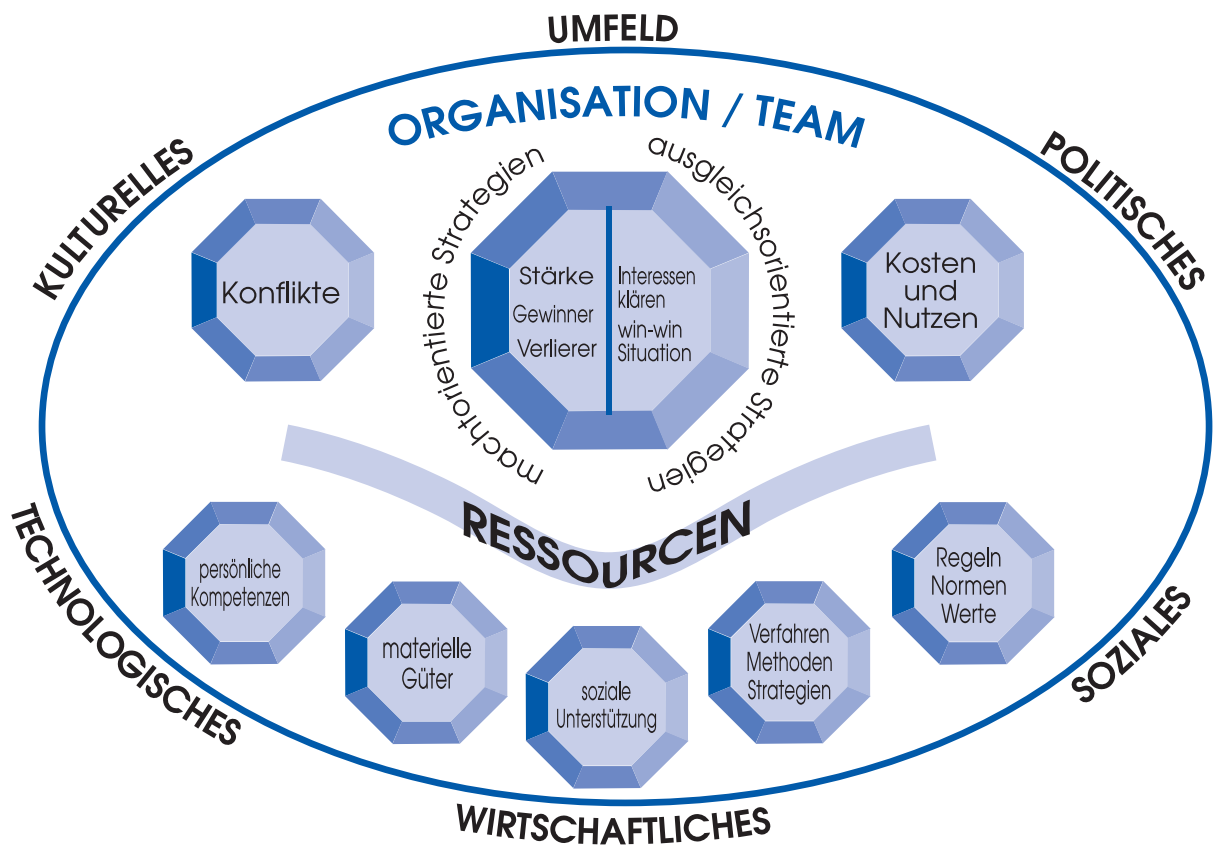 UMFELD
KULTURELLES
POLITISCHES
ORGANISATION / TEAM
machtorientierte Strategien
ausgleichsorientierte Strategien
Konflikte
Stärke
Gewinner
Verlierer
Interessen
klären
win-win
Situation
Kosten
und
Nutzen
RESSOURCEN
persönliche
Kompetenzen
materielle
Güter
soziale
Unterstützung
Verfahren
Methoden
Strategien
Regeln
Normen
Werte
TECHNOLOGISCHES
SOZIALES
WIRTSCHAFTLICHES